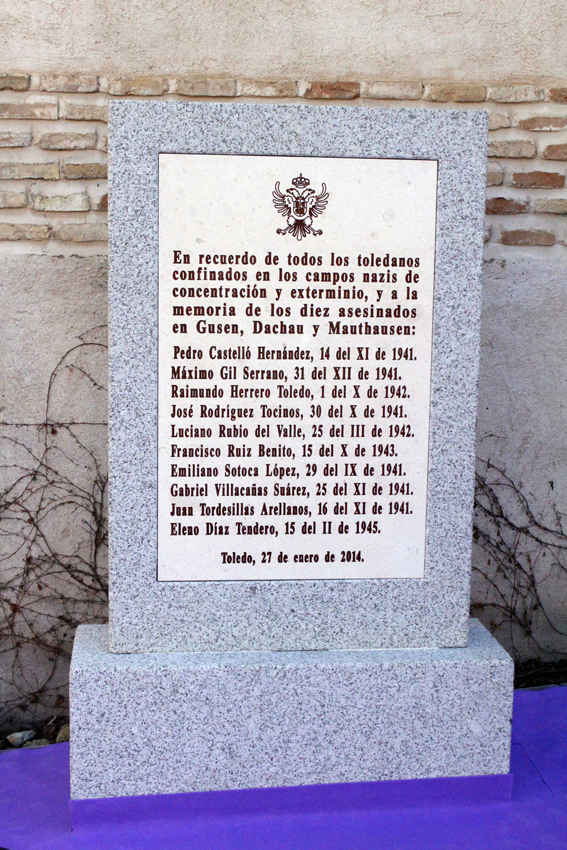 En recuerdo de todos los toledanos
confinados en los campos nazis de
concentración y exterminio, y a la
memoria de los diez asesinados
en Gusen, Dachau y Mauthausen:
Pedro Castelló Hernández, 14 del XI de 1941.
Máximo Gil Serrano, 31 del XII de 1941.
Raimundo Herrero Toledo, 1 del X de 1942.
José Rodríguez Tocinos, 30 del X de 1941.
Luciano Rubio del Valle, 25 del III de 1942.
Francisco Ruiz Benito, 15 del X de 1943.
Emiliano Sotoca López, 29 del IX de 1941.
Gabriel Villacañas Suárez, 25 del XI de 1941.
Juan Tordesillas Arellanos, 16 del XI de 1941.
Eleno Díaz Tendero, 15 del II de 1945.
Toledo, 27 de enero de 2014.